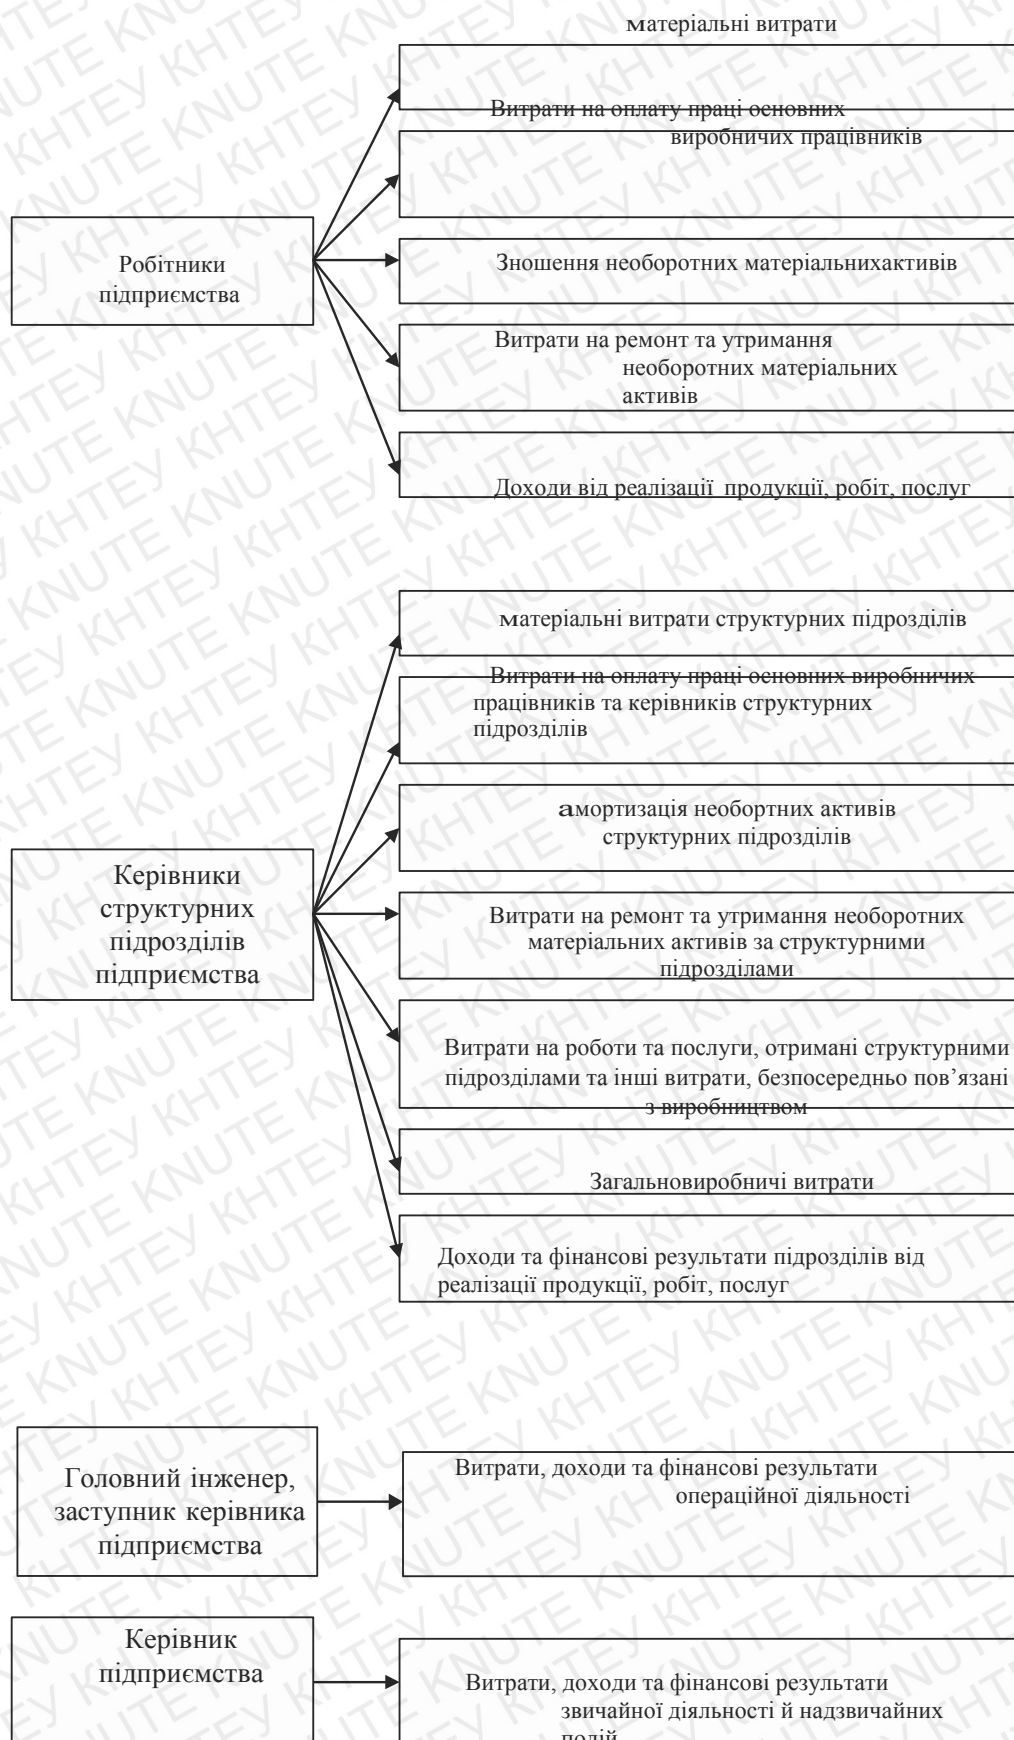 матеріальні витрати
Витрати на оплату праці основних
виробничих працівників
Робітники
підприємства
Зношення необоротних матеріальнихактивів
Витрати на ремонт та утримання
необоротних матеріальних
активів
Доходи від реалізації продукції, робіт, послуг
матеріальні витрати структурних підрозділів
Витрати на оплату праці основних виробничих
працівників та керівників структурних
підрозділів
амортизація необортних активів
структурних підрозділів
Керівники
структурних
підрозділів
підприємства
Витрати на ремонт та утримання необоротних
матеріальних активів за структурними
підрозділами
Витрати на роботи та послуги, отримані структурними
підрозділами та інші витрати, безпосередньо пов’язані
з виробництвом
Загальновиробничі витрати
Доходи та фінансові результати підрозділів від
реалізації продукції, робіт, послуг
Головний інженер,
заступник керівника
підприємства
Витрати, доходи та фінансові результати
операційної діяльності
Керівник
підприємства
Витрати, доходи та фінансові результати
звичайної діяльності й надзвичайних
подій